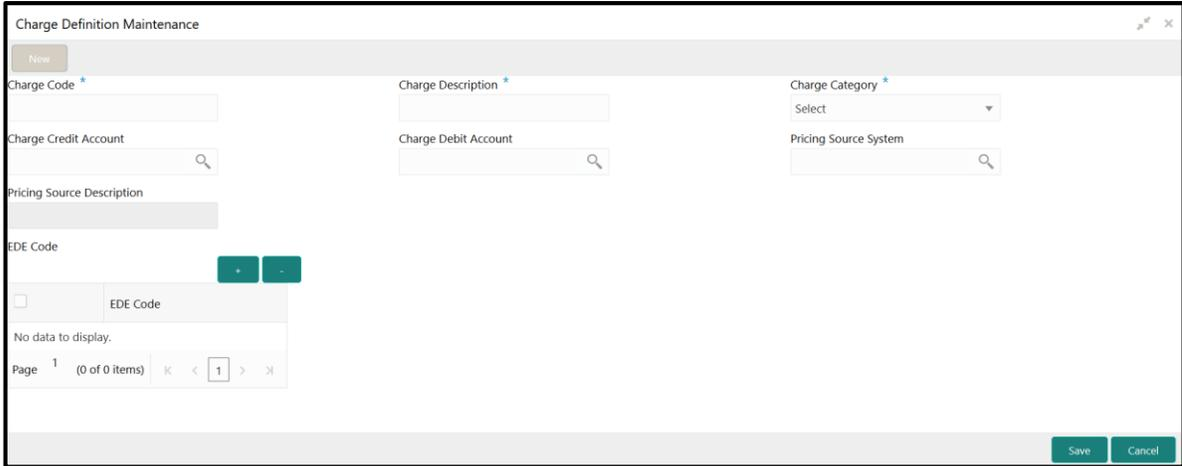 Charge Definition Maintenance
New
Charge Code * Charge Description * Charge Category *
Select
Charge Credit Account Charge Debit Account Pricing Source System
Pricing Source Description
EDE Code
+ -
EDE Code
No data to display.
Page 1 (0 of 0 items) 1
Save Cancel